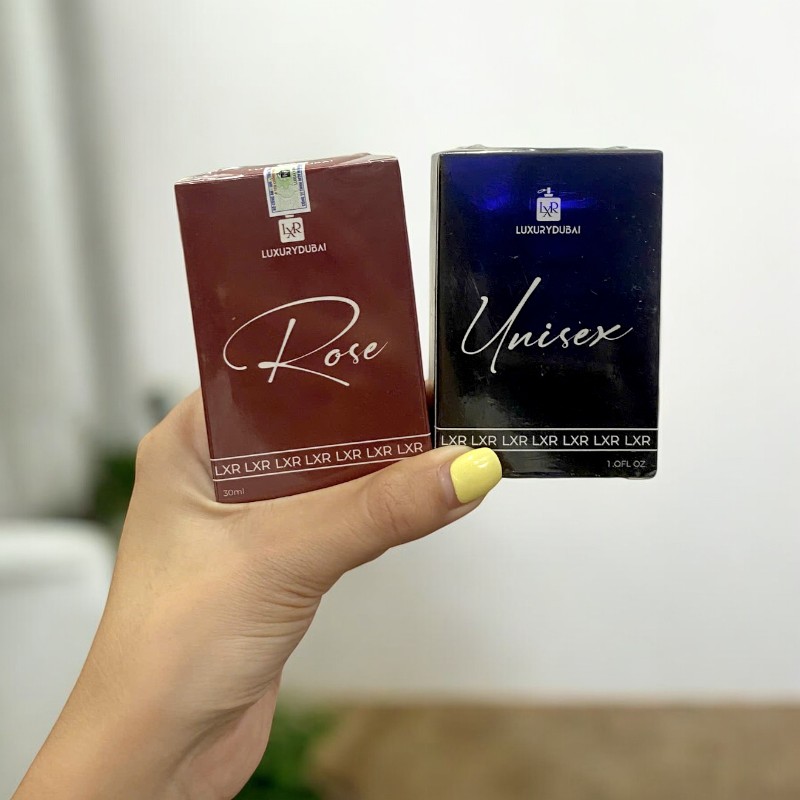 LXR
LUXURYDUBAI
Rose
LXR LXR LXR LXR LXR LXR LXR
30ml
LXR
LUXURYDUBAI
Unisex
LXR LXR LXR LXR LXR LXR LXR
1.0FL OZ